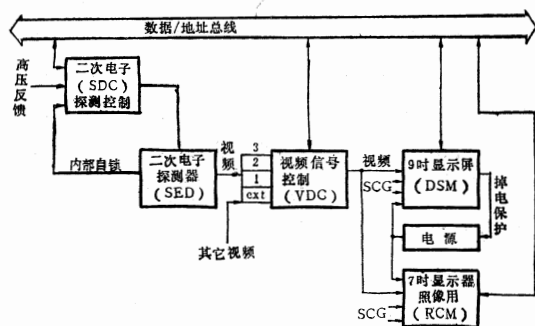 数据/地址总线
高压反馈
二次电子
(SDC)
探测控制
内部自锁
二次电子
探测器
(SED)
视频
3
2
1
ext
其它视频
视频信号
控制
(VDC)
视频
SCG
9吋显示屏
(DSM)
掉电保护
电源
7吋显示器
照像用
(RCM)
SCG